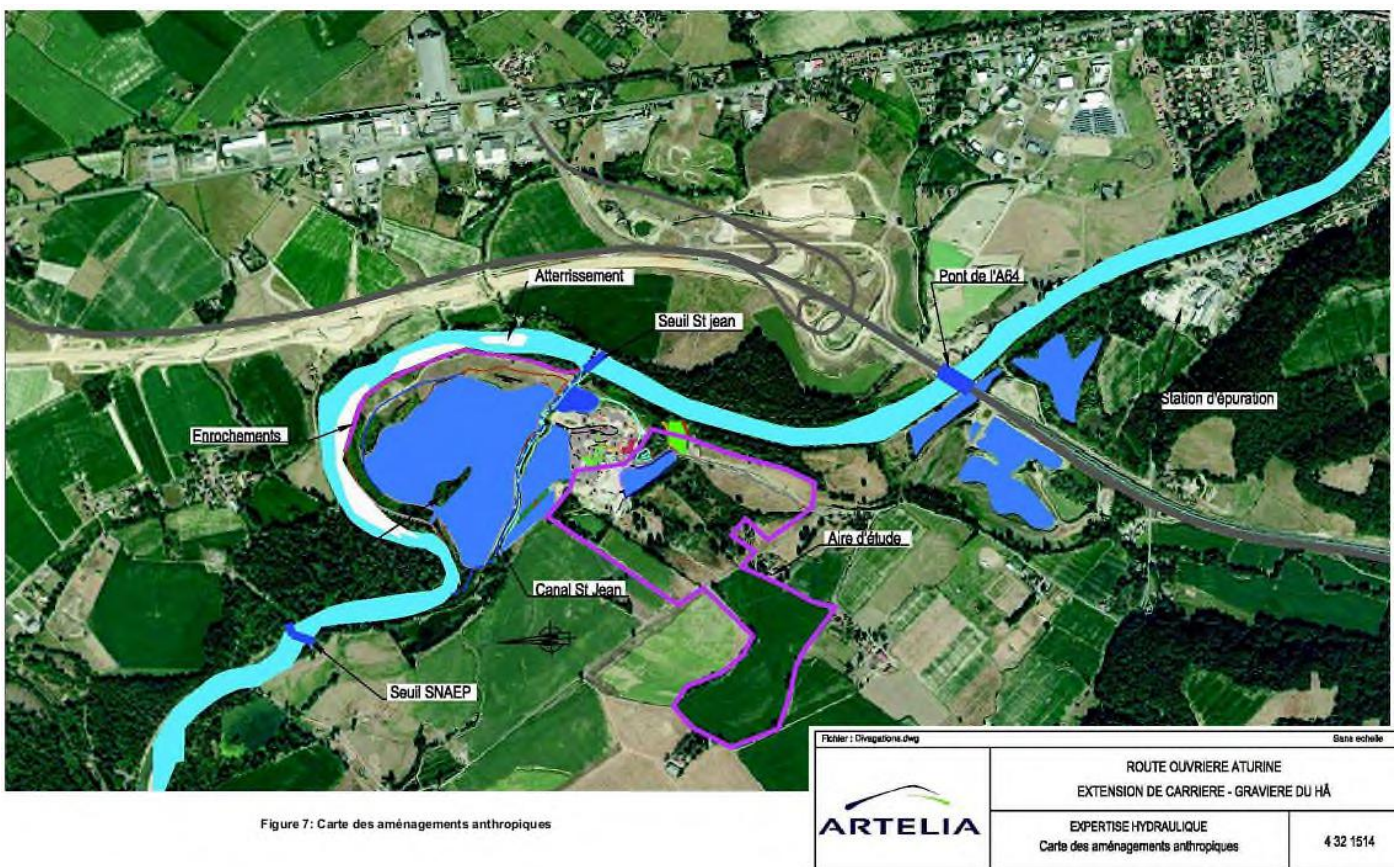 Atterrissement
Seuil St jean
Pont de l'A64
Station d'épuration
Enrochements
Aire d'étude
Canal St Jean
Seuil SNAEP
Fichier : Divagations.dwg
Sans echelle
ROUTE OUVRIERE ATURINE
EXTENSION DE CARRIERE - GRAVIERE DU HÂ
ARTELIA
EXPERTISE HYDRAULIQUE
Carte des aménagements anthropiques
4 32 1514
Figure 7: Carte des aménagements anthropiques